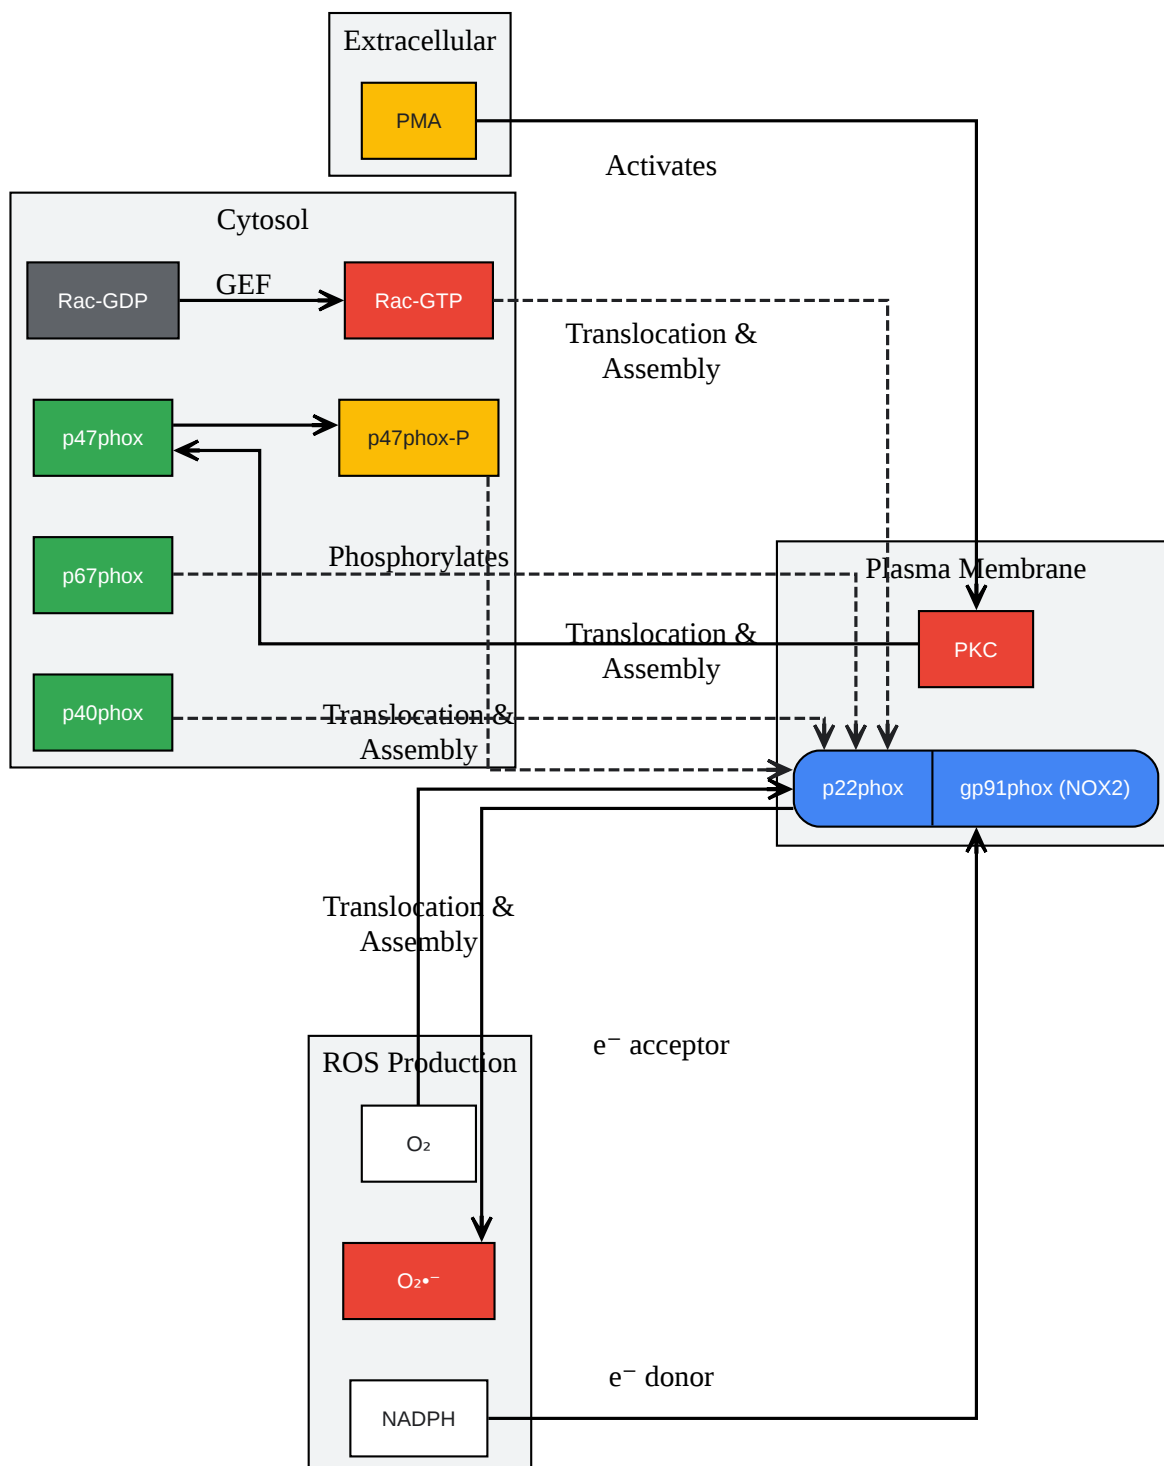 Extracellular
PMA
Activates
Cytosol
Rac-GDP
GEF
Rac-GTP
Translocation &
Assembly
p47phox
p47phox-P
Phosphorylates
p67phox
Plasma Membrane
Translocation &
Assembly
PKC
p40phox
Translocation &
Assembly
p22phox
gp91phox (NOX2)
Translocation &
Assembly
e⁻ acceptor
ROS Production
O₂
O₂•⁻
e⁻ donor
NADPH